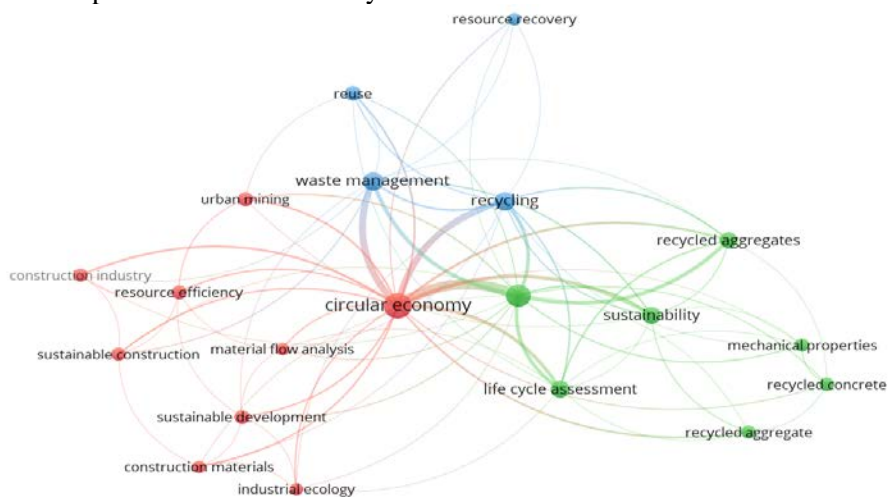 resource recovery
reuse
waste management
recycling
urban mining
recycled aggregates
construction industry
resource efficiency
circular economy
sustainability
sustainable construction
material flow analysis
mechanical properties
life cycle assessment
recycled concrete
sustainable development
recycled aggregate
construction materials
industrial ecology